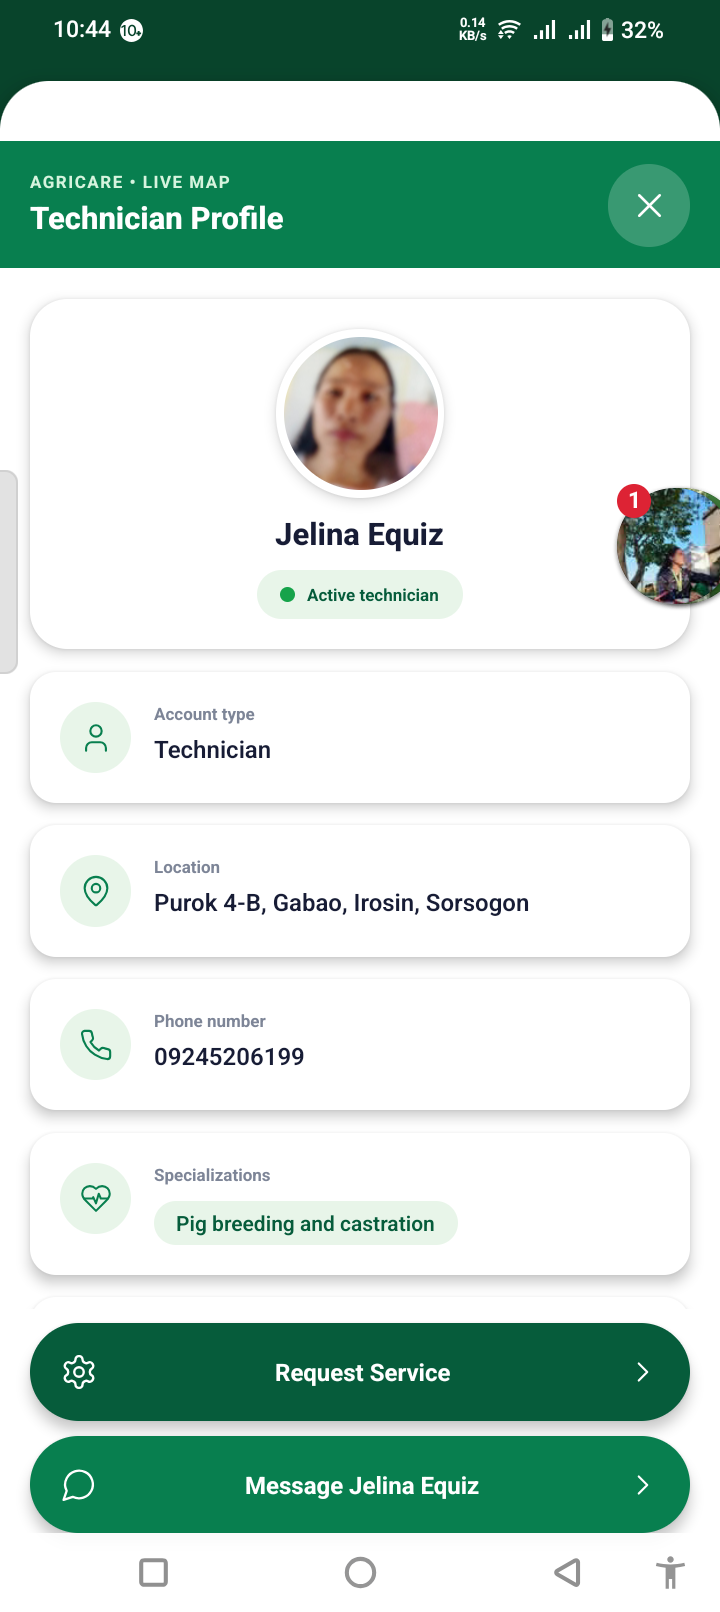 10:44
10
0.14
KB/s
32%
AGRICARE • LIVE MAP
Technician Profile
Jelina Equiz
1
Active technician
Account type
Technician
Location
Purok 4-B, Gabao, Irosin, Sorsogon
Phone number
09245206199
Specializations
Pig breeding and castration
Request Service
Message Jelina Equiz